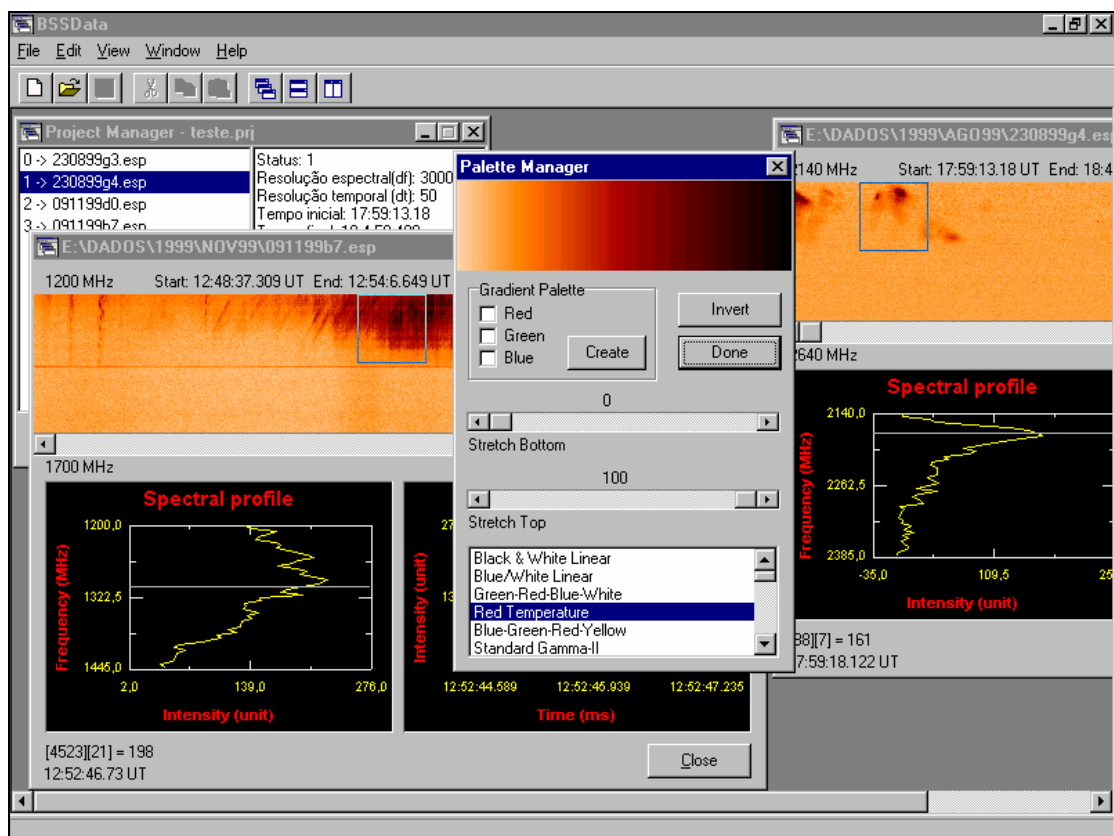 BSSData
File Edit View Window Help
Project Manager - teste.prj
0 -> 230899g3.esp
1 -> 230899g4.esp
2 -> 091199d0.esp
3 -> 091199b7.esp
Status: 1
Resolução espectral(df): 3000
Resolução temporal (dt): 50
Tempo inicial: 17:59:13.18
E:\DADOS\1999\NOV99\091199b7.esp
1200 MHz Start: 12:48:37.309 UT End: 12:54:6.649 UT
1700 MHz
Spectral profile
1200,0
1322,5
1445,0
Frequency (MHz)
2,0 139,0 276,0
Intensity (unit)
Intensity (unit)
12:52:44.589 12:52:45.939 12:52:47.235
Time (ms)
[4523][21] = 198
12:52:46.73 UT
Close
Palette Manager
Gradient Palette
Red
Green
Blue
Create
Invert
Done
0
Stretch Bottom
100
Stretch Top
Black & White Linear
Blue/White Linear
Green-Red-Blue-White
Red Temperature
Blue-Green-Red-Yellow
Standard Gamma-II
E:\DADOS\1999\AGO99\230899g4.esp
2140 MHz Start: 17:59:13.18 UT End: 18:4
2640 MHz
Spectral profile
2140,0
2262,5
2385,0
Frequency (MHz)
-35,0 109,5
Intensity (unit)
[7] = 161
7:59:18.122 UT